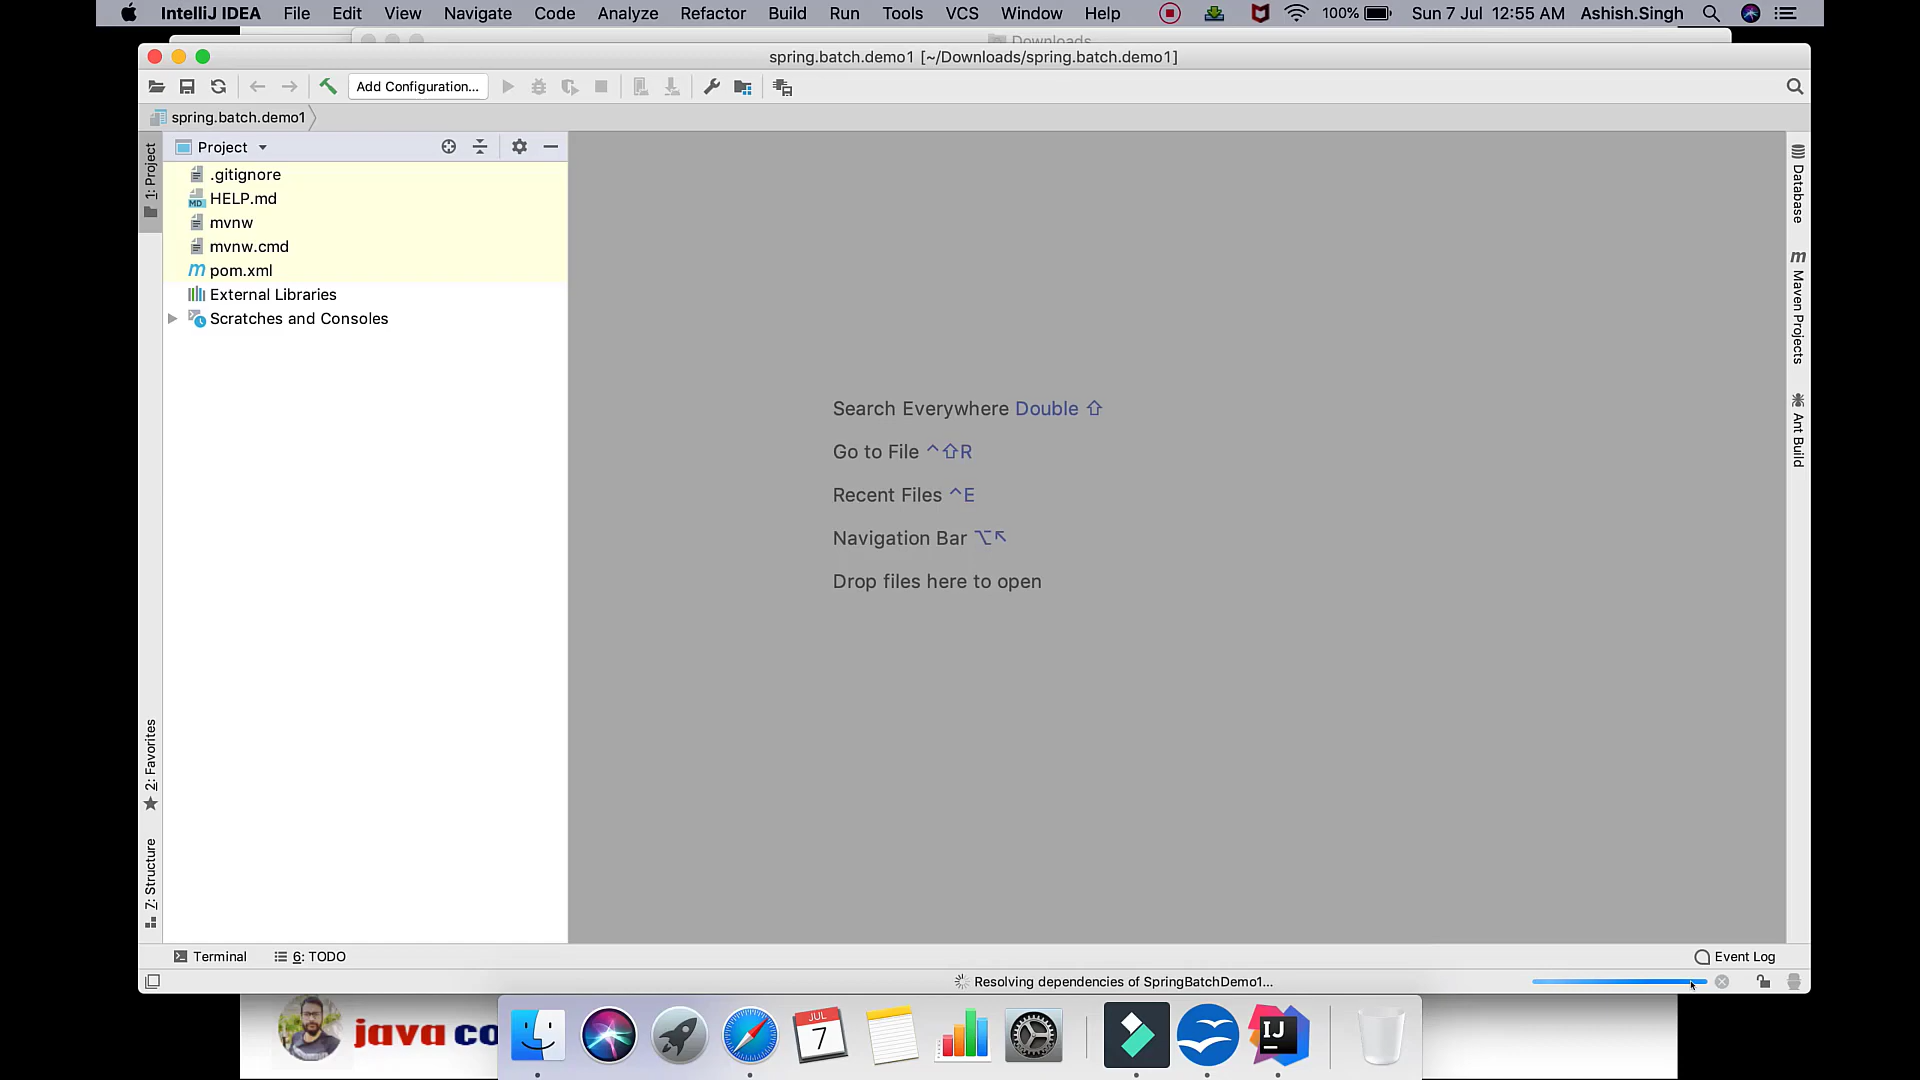 IntelliJ IDEA File Edit View Navigate Code Analyze Refactor Build Run Tools VCS Window Help 100% Sun 7 Jul 12:55 AM Ashish.Singh
Downloads
spring.batch.demo1 [~/Downloads/spring.batch.demo1]
Add Configuration...
spring.batch.demo1
Project
1: Project
.gitignore
MD HELP.md
mvnw
mvnw.cmd
m pom.xml
External Libraries
Scratches and Consoles
Search Everywhere Double ⇧
Go to File ^⇧R
Recent Files ^E
Navigation Bar ⌥↖
Drop files here to open
Database
m Maven Projects
Ant Build
2: Favorites
7: Structure
Terminal 6: TODO Event Log
Resolving dependencies of SpringBatchDemo1...
java co
JUL
7
IJ